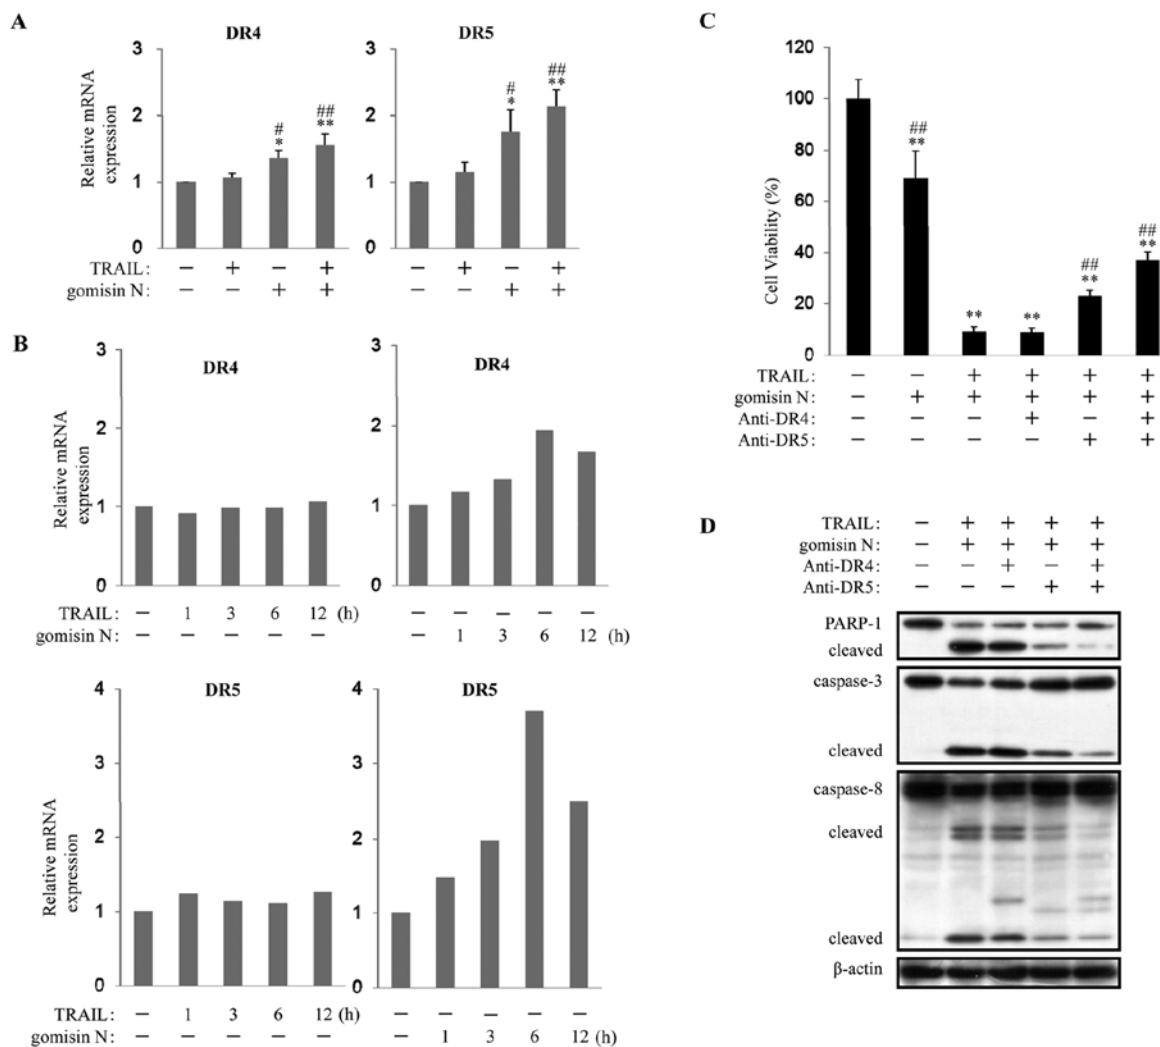 A
DR4
3
2
1
0
Relative mRNA
expression
#
*
##
**
TRAIL: − + − +
gomisin N: − − + +
DR5
3
2
1
0
#
*
##
**
− + − +
− − + +
B
DR4
3
2
1
0
Relative mRNA
expression
TRAIL: − 1 3 6 12 (h)
gomisin N: − − − − −
DR4
3
2
1
0
− − − − −
− 1 3 6 12 (h)
DR5
4
3
2
1
0
Relative mRNA
expression
TRAIL: − 1 3 6 12 (h)
gomisin N: − − − − −
DR5
4
3
2
1
0
− − − − −
− 1 3 6 12 (h)
C
120
100
80
60
40
20
0
Cell Viability (%)
##
**
**
**
##
**
##
**
TRAIL: − − + + + +
gomisin N: − + + + + +
Anti-DR4: − − − + − +
Anti-DR5: − − − − + +
D
TRAIL: − + + + +
gomisin N: − + + + +
Anti-DR4: − − + − +
Anti-DR5: − − − + +
PARP-1
cleaved
caspase-3
cleaved
caspase-8
cleaved
cleaved
β-actin